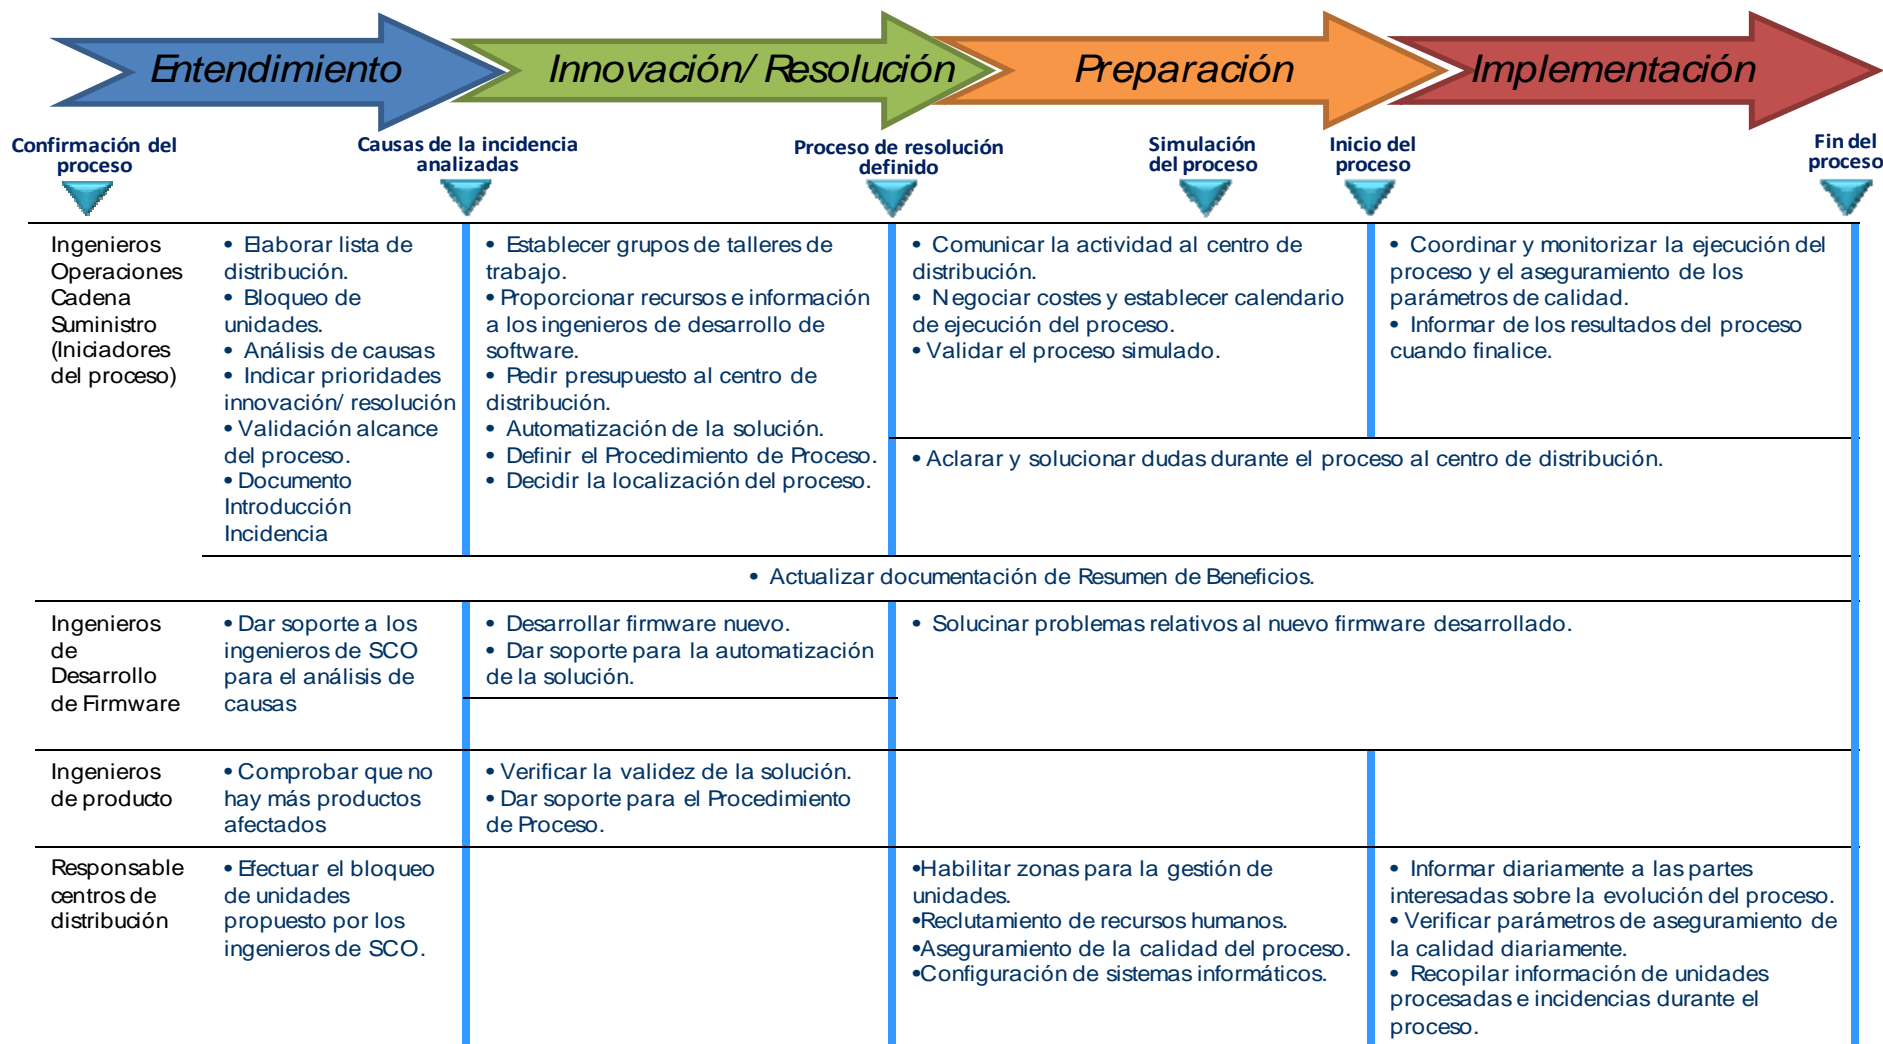 Entendimiento
Innovación/ Resolución
Preparación
Implementación
Confirmación del
proceso
Causas de la incidencia
analizadas
Proceso de resolución
definido
Simulación
del proceso
Inicio del
proceso
Fin del
proceso
Ingenieros
Operaciones
Cadena
Suministro
(Iniciadores
del proceso)
• Elaborar lista de
distribución.
• Bloqueo de
unidades.
• Análisis de causas
• Indicar prioridades
innovación/ resolución
• Validación alcance
del proceso.
• Documento
Introducción
Incidencia
• Establecer grupos de talleres de
trabajo.
• Proporcionar recursos e información
a los ingenieros de desarrollo de
software.
• Pedir presupuesto al centro de
distribución.
• Automatización de la solución.
• Definir el Procedimiento de Proceso.
• Decidir la localización del proceso.
• Comunicar la actividad al centro de
distribución.
• Negociar costes y establecer calendario
de ejecución del proceso.
• Validar el proceso simulado.
• Coordinar y monitorizar la ejecución del
proceso y el aseguramiento de los
parámetros de calidad.
• Informar de los resultados del proceso
cuando finalice.
• Aclarar y solucionar dudas durante el proceso al centro de distribución.
• Actualizar documentación de Resumen de Beneficios.
Ingenieros
de
Desarrollo
de Firmware
• Dar soporte a los
ingenieros de SCO
para el análisis de
causas
• Desarrollar firmware nuevo.
• Dar soporte para la automatización
de la solución.
• Solucinar problemas relativos al nuevo firmware desarrollado.
Ingenieros
de producto
• Comprobar que no
hay más productos
afectados
• Verificar la validez de la solución.
• Dar soporte para el Procedimiento
de Proceso.
Responsable
centros de
distribución
• Efectuar el bloqueo
de unidades
propuesto por los
ingenieros de SCO.
•Habilitar zonas para la gestión de
unidades.
•Reclutamiento de recursos humanos.
•Aseguramiento de la calidad del proceso.
•Configuración de sistemas informáticos.
• Informar diariamente a las partes
interesadas sobre la evolución del proceso.
• Verificar parámetros de aseguramiento de
la calidad diariamente.
• Recopilar información de unidades
procesadas e incidencias durante el
proceso.